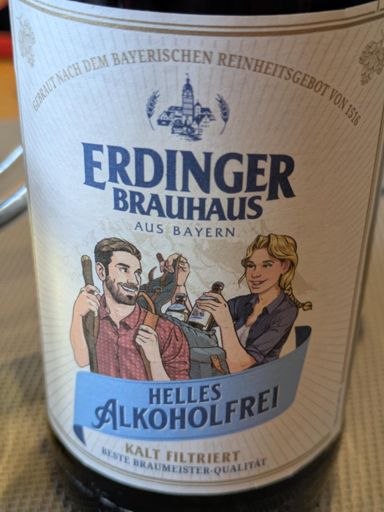 GEBRAUT NACH DEM BAYERISCHEN REINHEITSGEBOT VON 1516
ERDINGER
BRAUHAUS
AUS BAYERN
HELLES
ALKOHOLFREI
KALT FILTRIERT
BESTE BRAUMEISTER-QUALITÄT